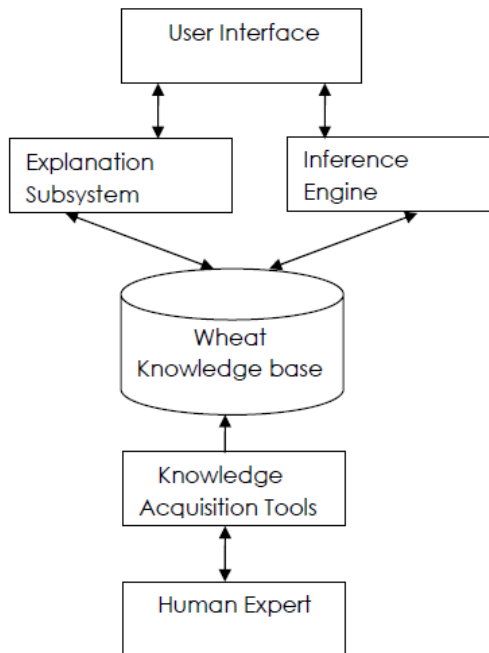 User Interface
Explanation
Subsystem
Inference
Engine
Wheat
Knowledge base
Knowledge
Acquisition Tools
Human Expert